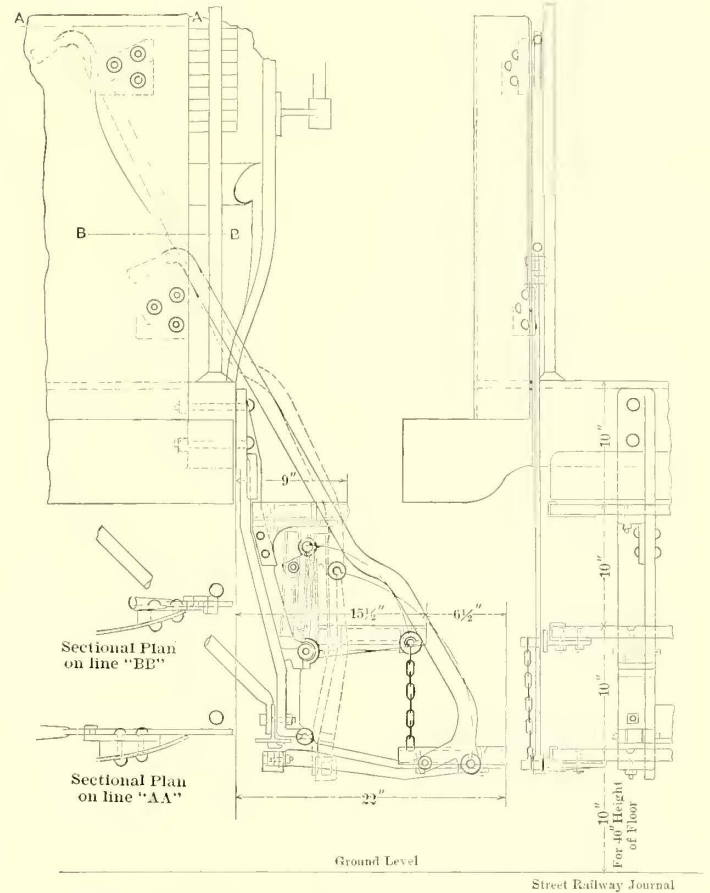 A A
B B
9"
10"
10"
15½" 6½"
Sectional Plan
on line "BB"
10"
Sectional Plan
on line "AA"
22"
10"
For 40" Height
of Floor
Ground Level
Street Railway Journal